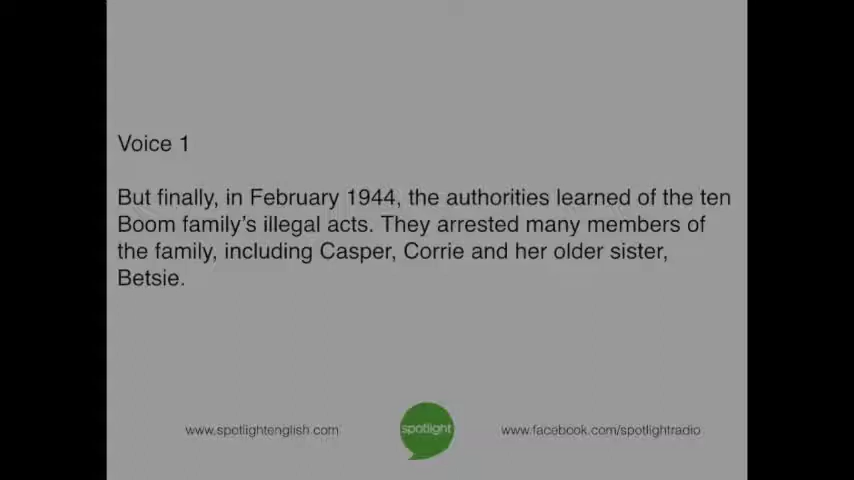 Voice 1
But finally, in February 1944, the authorities learned of the ten
Boom family's illegal acts. They arrested many members of
the family, including Casper, Corrie and her older sister,
Betsie.
www.spotlightenglish.com
spotlight
www.facebook.com/spotlightradio